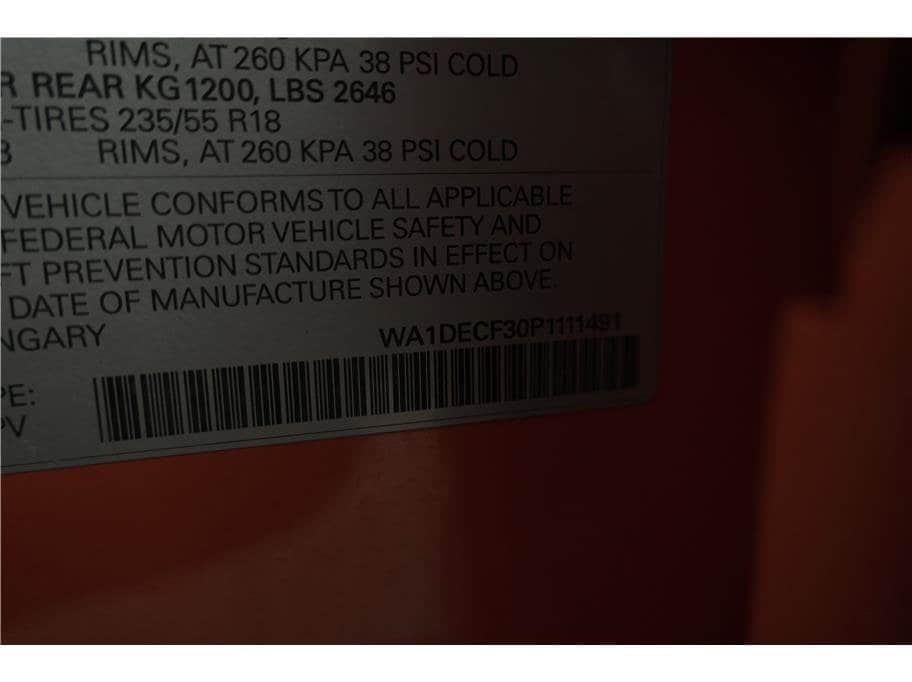 RIMS, AT 260 KPA 38 PSI COLD
R REAR KG1200, LBS 2646
-TIRES 235/55 R18
RIMS, AT 260 KPA 38 PSI COLD
VEHICLE CONFORMS TO ALL APPLICABLE
FEDERAL MOTOR VEHICLE SAFETY AND
FT PREVENTION STANDARDS IN EFFECT ON
DATE OF MANUFACTURE SHOWN ABOVE.
NGARY
WA1DECF30P1111491
PE:
PV